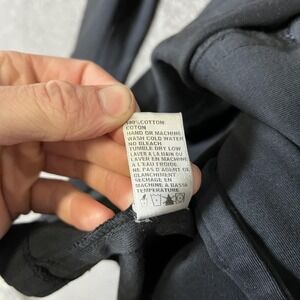 100% COTTON
COTON
HAND OR MACHINE
WASH COLD WATER
NO BLEACH
TUMBLE DRY LOW
LAVER A LA MAIN OU
LAVER EN MACHINE
A L'EAU FROIDE.
NE PAS D'AGENT DE
BLANCHIMENT
SECHAGE EN
MACHINE A BASSE
TEMPERATURE